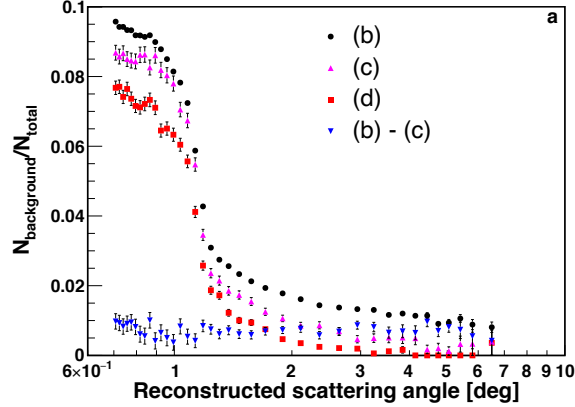 a
0.1
0.08
0.06
0.04
0.02
0
(b)
(c)
(d)
(b) - (c)
N_background/N_total
6×10⁻¹ 1 2 3 4 5 6 7 8 9 10
Reconstructed scattering angle [deg]